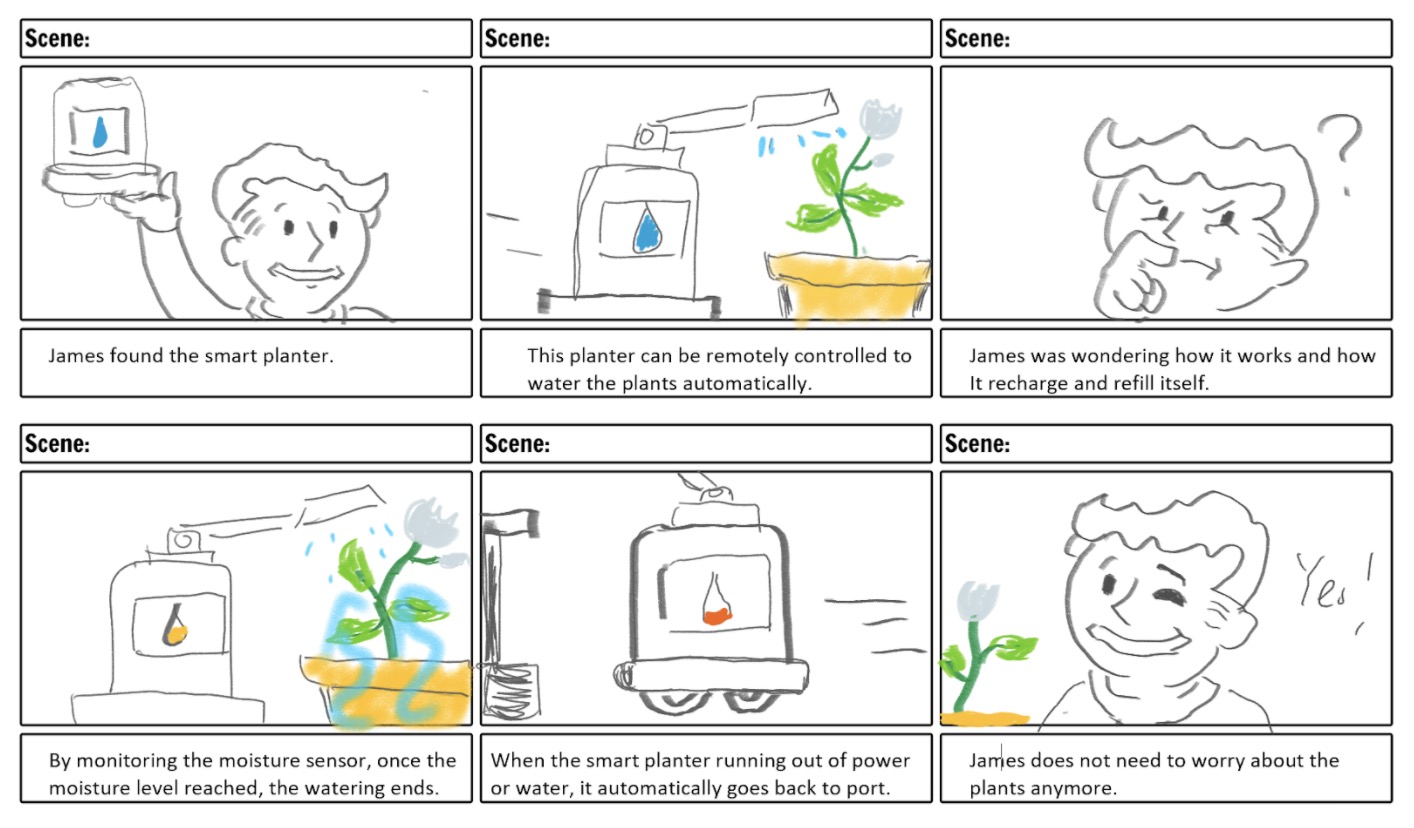 Scene:
Scene:
Scene:
?
James found the smart planter.
This planter can be remotely controlled to
water the plants automatically.
James was wondering how it works and how
It recharge and refill itself.
Scene:
Scene:
Scene:
Yes!
By monitoring the moisture sensor, once the
moisture level reached, the watering ends.
When the smart planter running out of power
or water, it automatically goes back to port.
James does not need to worry about the
plants anymore.